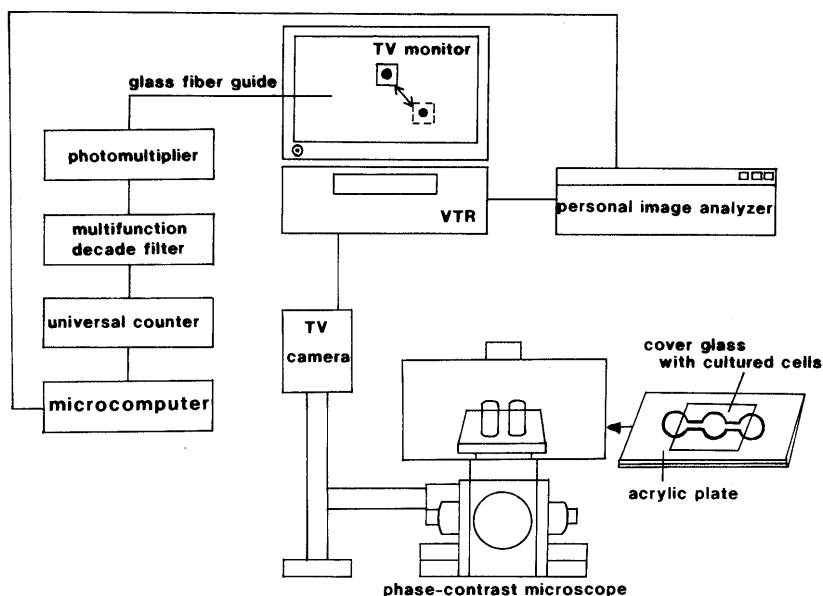 TV monitor
glass fiber guide
photomultiplier
multifunction
decade filter
universal counter
microcomputer
VTR
personal image analyzer
TV
camera
cover glass
with cultured cells
acrylic plate
phase-contrast microscope